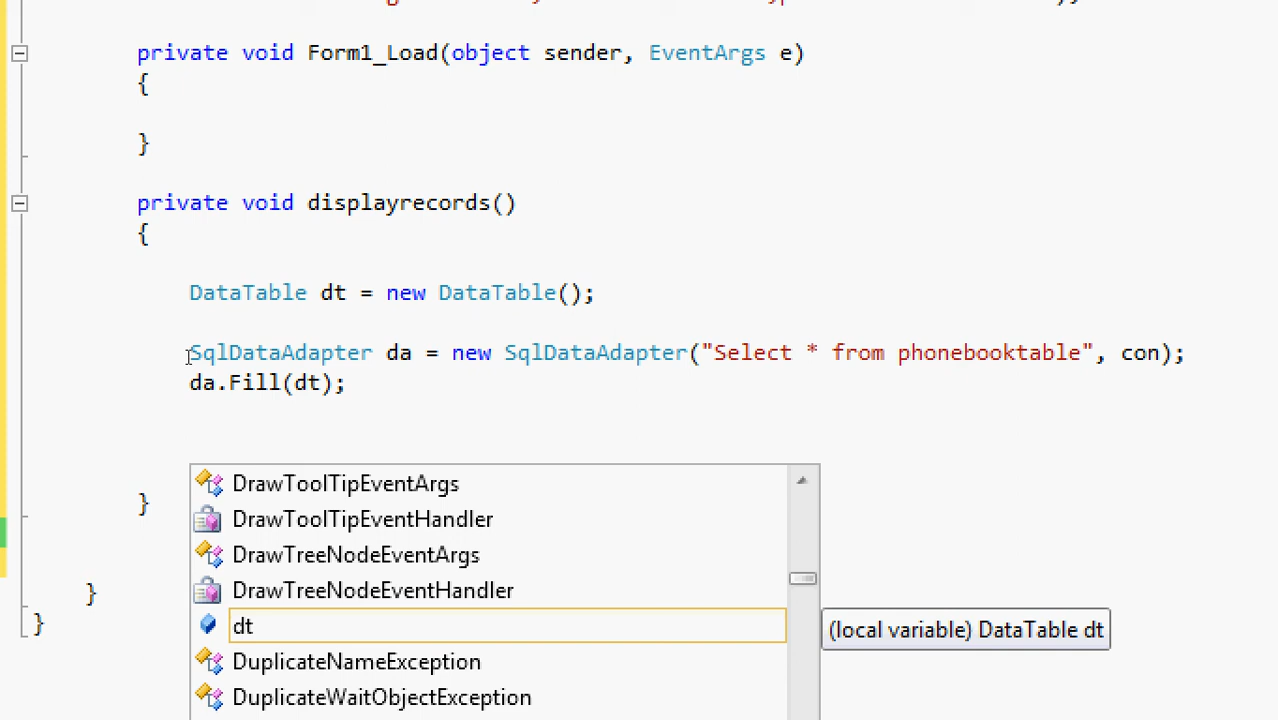 private void Form1_Load(object sender, EventArgs e)
{
}
private void displayrecords()
{
DataTable dt = new DataTable();
SqlDataAdapter da = new SqlDataAdapter("Select * from phonebooktable", con);
da.Fill(dt);
DrawToolTipEventArgs
}
DrawToolTipEventHandler
DrawTreeNodeEventArgs
}
DrawTreeNodeEventHandler
}
dt
(local variable) DataTable dt
DuplicateNameException
DuplicateWaitObjectException